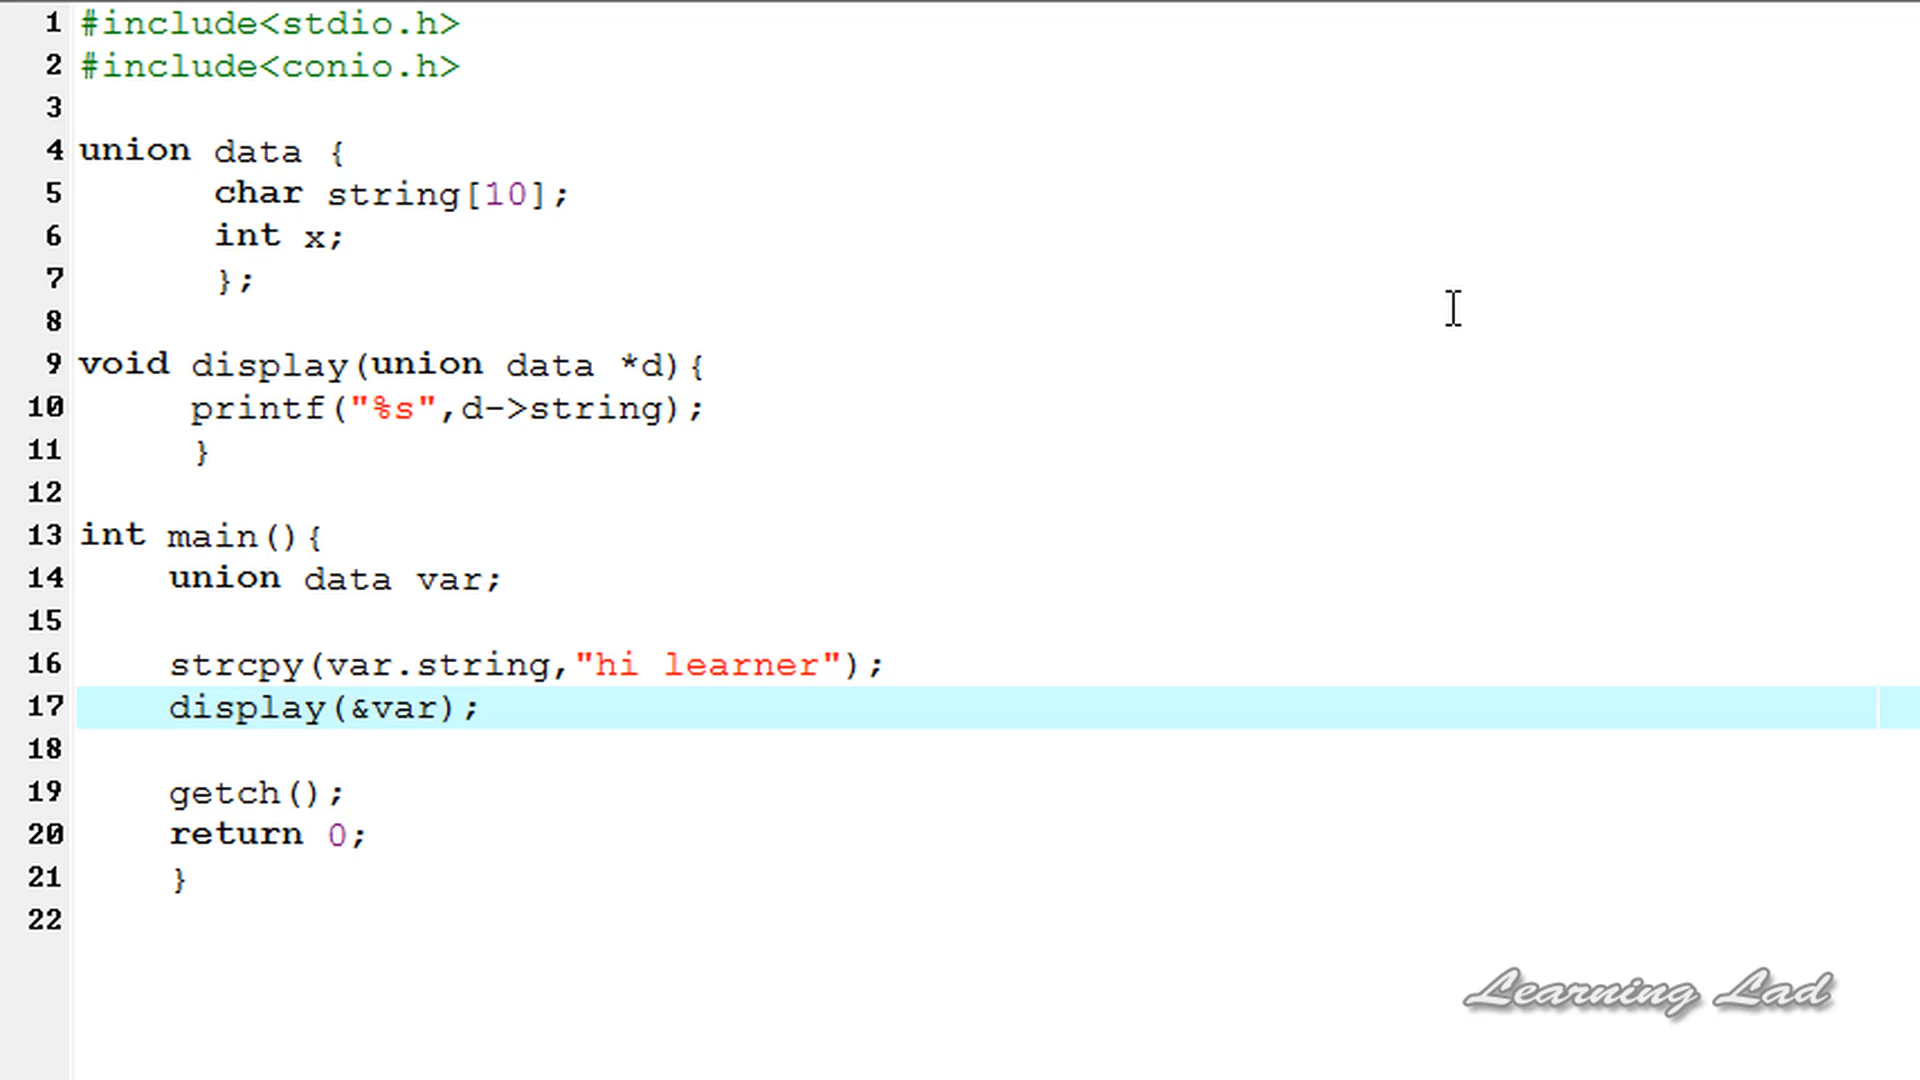 1 #include<stdio.h>
2 #include<conio.h>
3
4 union data {
5 char string[10];
6 int x;
7 };
8
9 void display(union data *d){
10 printf("%s",d->string);
11 }
12
13 int main(){
14 union data var;
15
16 strcpy(var.string,"hi learner");
17 display(&var);
18
19 getch();
20 return 0;
21 }
22
Learning Lad